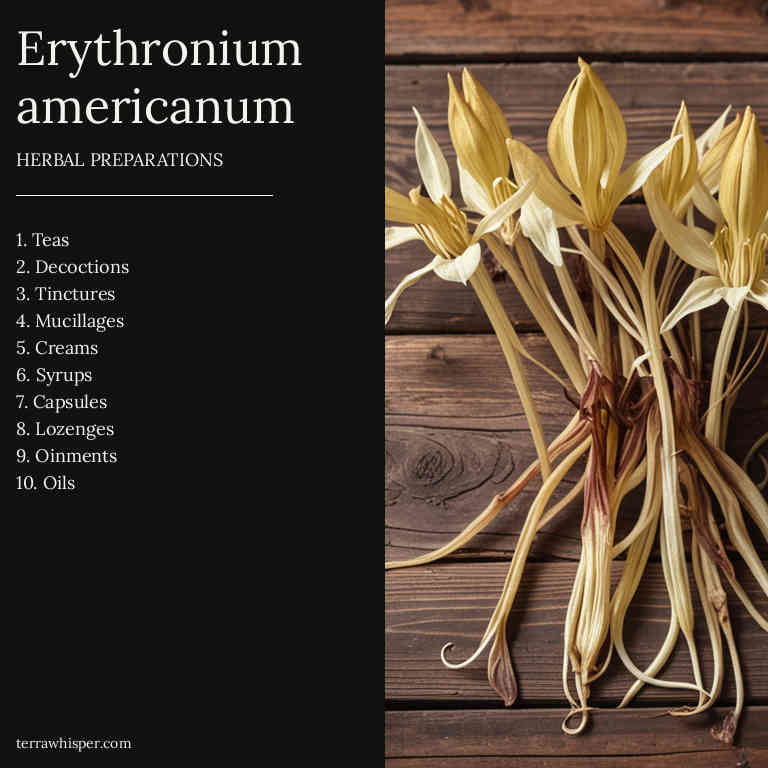 Erythronium
americanum
HERBAL PREPARATIONS
1. Teas
2. Decoctions
3. Tinctures
4. Mucillages
5. Creams
6. Syrups
7. Capsules
8. Lozenges
9. Oinments
10. Oils
terrawhisper.com